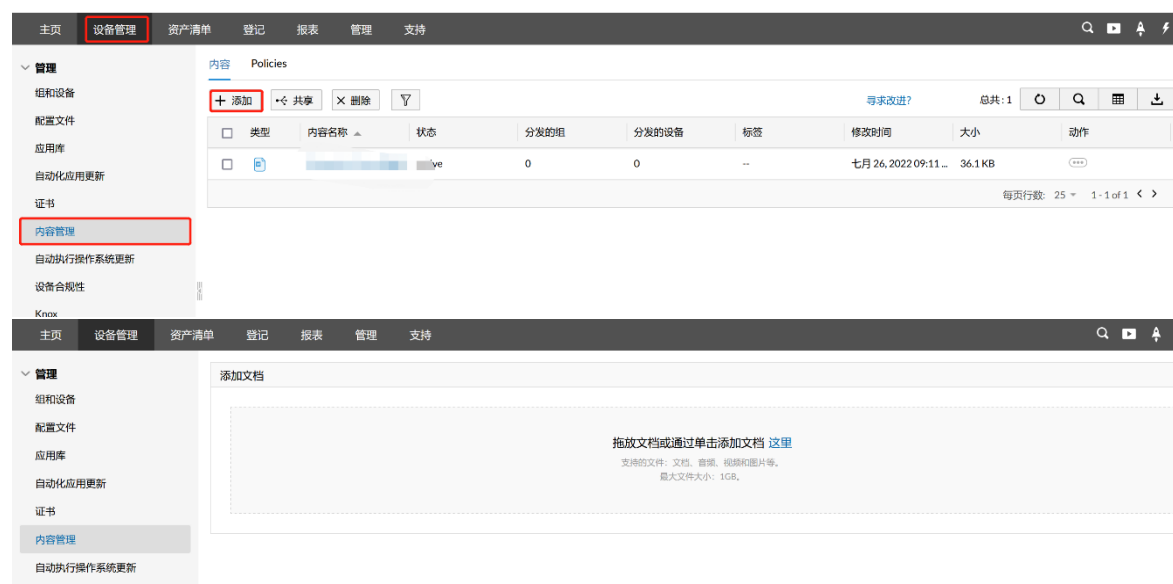 主页 设备管理 资产清单 登记 报表 管理 支持
管理
组和设备
配置文件
应用库
自动化应用更新
证书
内容管理
自动执行操作系统更新
设备合规性
Knox
内容 Policies
+ 添加 共享 × 删除 寻求改进? 总共: 1
类型 内容名称 状态 分发的组 分发的设备 标签 修改时间 大小 动作
0 0 -- 七月 26, 2022 09:11 ... 36.1 KB
每页行数: 25 1 - 1 of 1
主页 设备管理 资产清单 登记 报表 管理 支持
管理
组和设备
配置文件
应用库
自动化应用更新
证书
内容管理
自动执行操作系统更新
添加文档
拖放文档或通过单击添加文档 这里
支持的文件：文档、音频、视频和图片等。
最大文件大小：1GB。